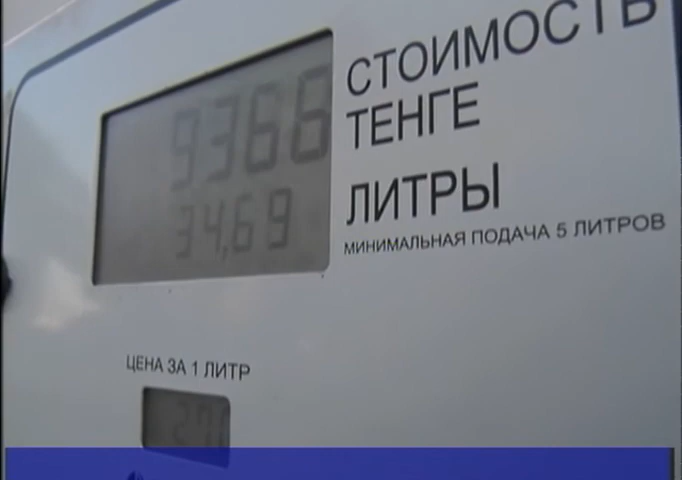 9366
СТОИМОСТЬ
ТЕНГЕ
34,69
ЛИТРЫ
МИНИМАЛЬНАЯ ПОДАЧА 5 ЛИТРОВ
ЦЕНА ЗА 1 ЛИТР